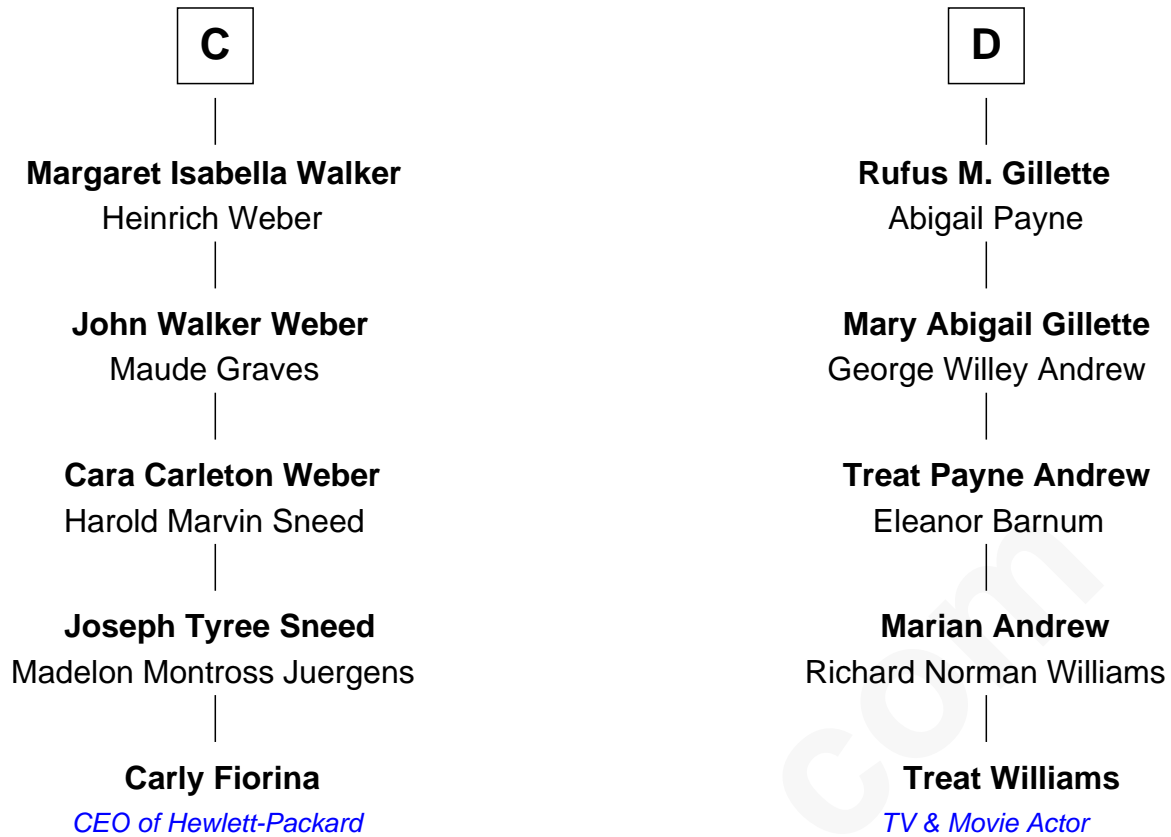 C
Margaret Isabella Walker
Heinrich Weber
John Walker Weber
Maude Graves
Cara Carleton Weber
Harold Marvin Sneed
Joseph Tyree Sneed
Madelon Montross Juergens
Carly Fiorina
CEO of Hewlett-Packard
D
Rufus M. Gillette
Abigail Payne
Mary Abigail Gillette
George Willey Andrew
Treat Payne Andrew
Eleanor Barnum
Marian Andrew
Richard Norman Williams
Treat Williams
TV & Movie Actor
com